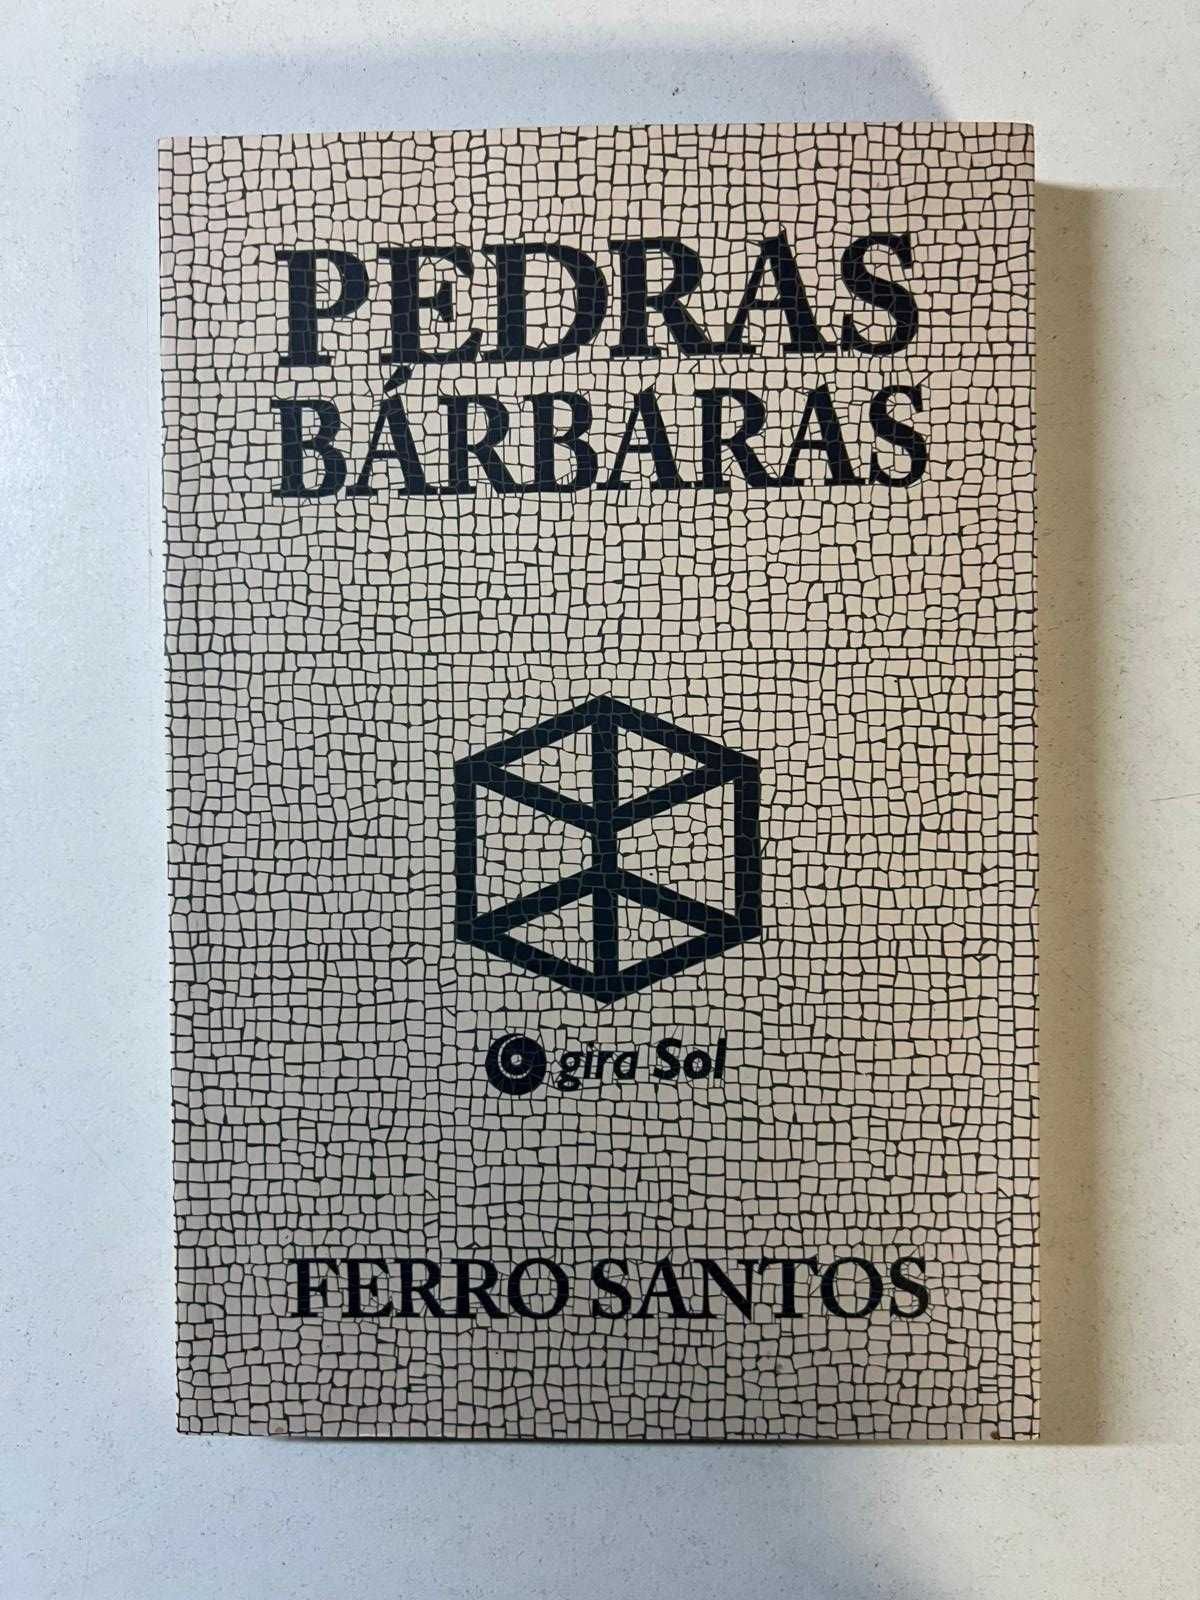 PEDRAS
BÁRBARAS
gira Sol
FERRO SANTOS